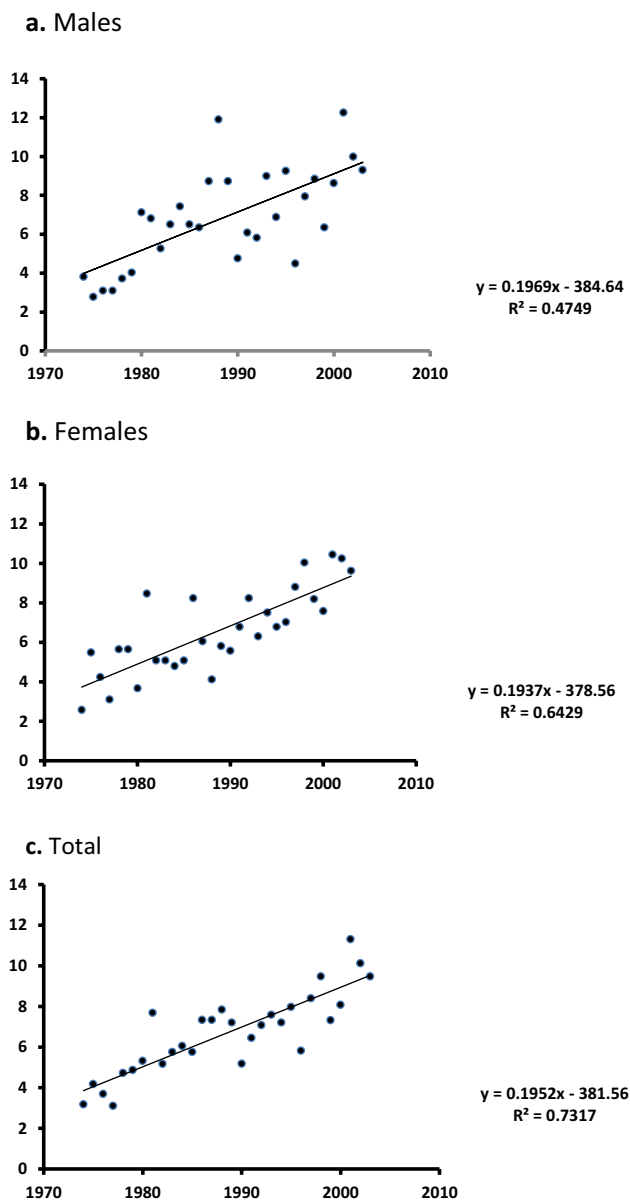 a. Males
14
12
10
8
6
4
2
0
1970 1980 1990 2000 2010
y = 0.1969x - 384.64
R² = 0.4749
b. Females
14
12
10
8
6
4
2
0
1970 1980 1990 2000 2010
y = 0.1937x - 378.56
R² = 0.6429
c. Total
14
12
10
8
6
4
2
0
1970 1980 1990 2000 2010
y = 0.1952x - 381.56
R² = 0.7317